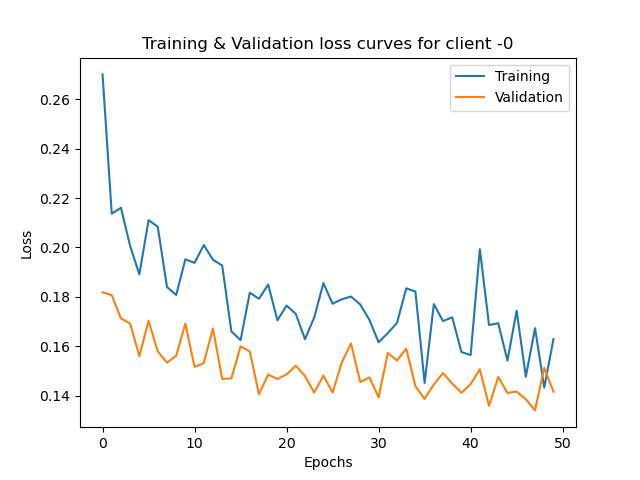 Training & Validation loss curves for client -0
Training
Validation
0.26
0.24
0.22
0.20
0.18
0.16
0.14
Loss
0 10 20 30 40 50
Epochs